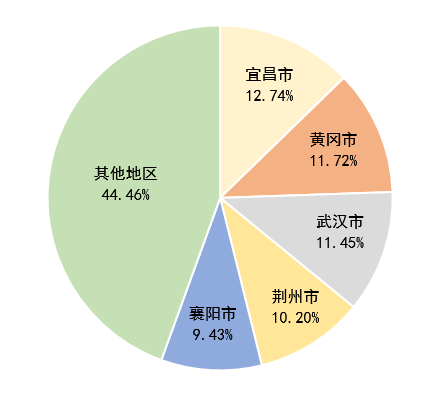 宜昌市
12.74%
黄冈市
11.72%
武汉市
11.45%
荆州市
10.20%
襄阳市
9.43%
其他地区
44.46%